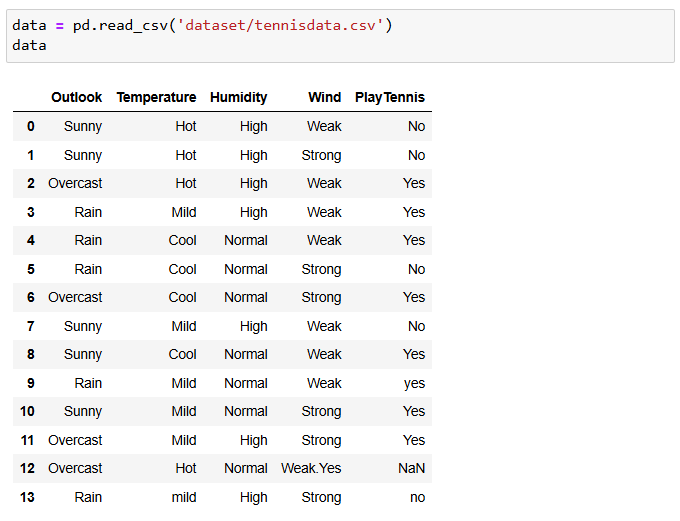 data = pd.read_csv('dataset/tennisdata.csv')
data
Outlook Temperature Humidity Wind PlayTennis
0 Sunny Hot High Weak No
1 Sunny Hot High Strong No
2 Overcast Hot High Weak Yes
3 Rain Mild High Weak Yes
4 Rain Cool Normal Weak Yes
5 Rain Cool Normal Strong No
6 Overcast Cool Normal Strong Yes
7 Sunny Mild High Weak No
8 Sunny Cool Normal Weak Yes
9 Rain Mild Normal Weak yes
10 Sunny Mild Normal Strong Yes
11 Overcast Mild High Strong Yes
12 Overcast Hot Normal Weak.Yes NaN
13 Rain mild High Strong no